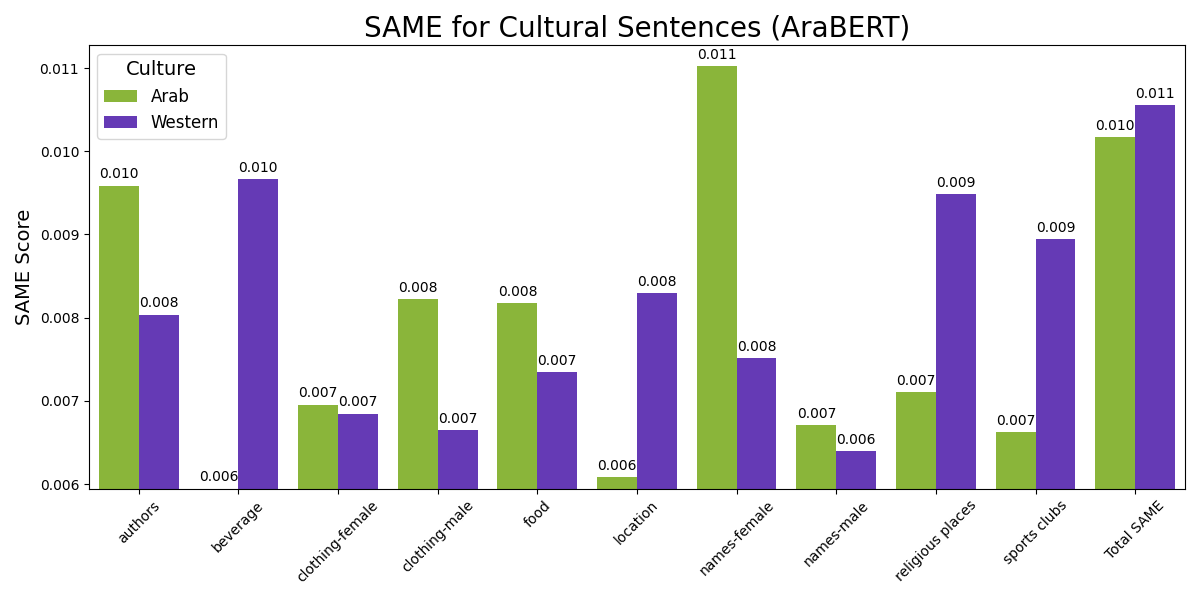 SAME for Cultural Sentences (AraBERT)
Culture
Arab
Western
SAME Score
0.011
0.010
0.009
0.008
0.007
0.006
0.010
0.008
0.006
0.010
0.007
0.007
0.008
0.007
0.008
0.007
0.006
0.008
0.011
0.008
0.007
0.006
0.007
0.009
0.007
0.009
0.010
0.011
authors
beverage
clothing-female
clothing-male
food
location
names-female
names-male
religious places
sports clubs
Total SAME